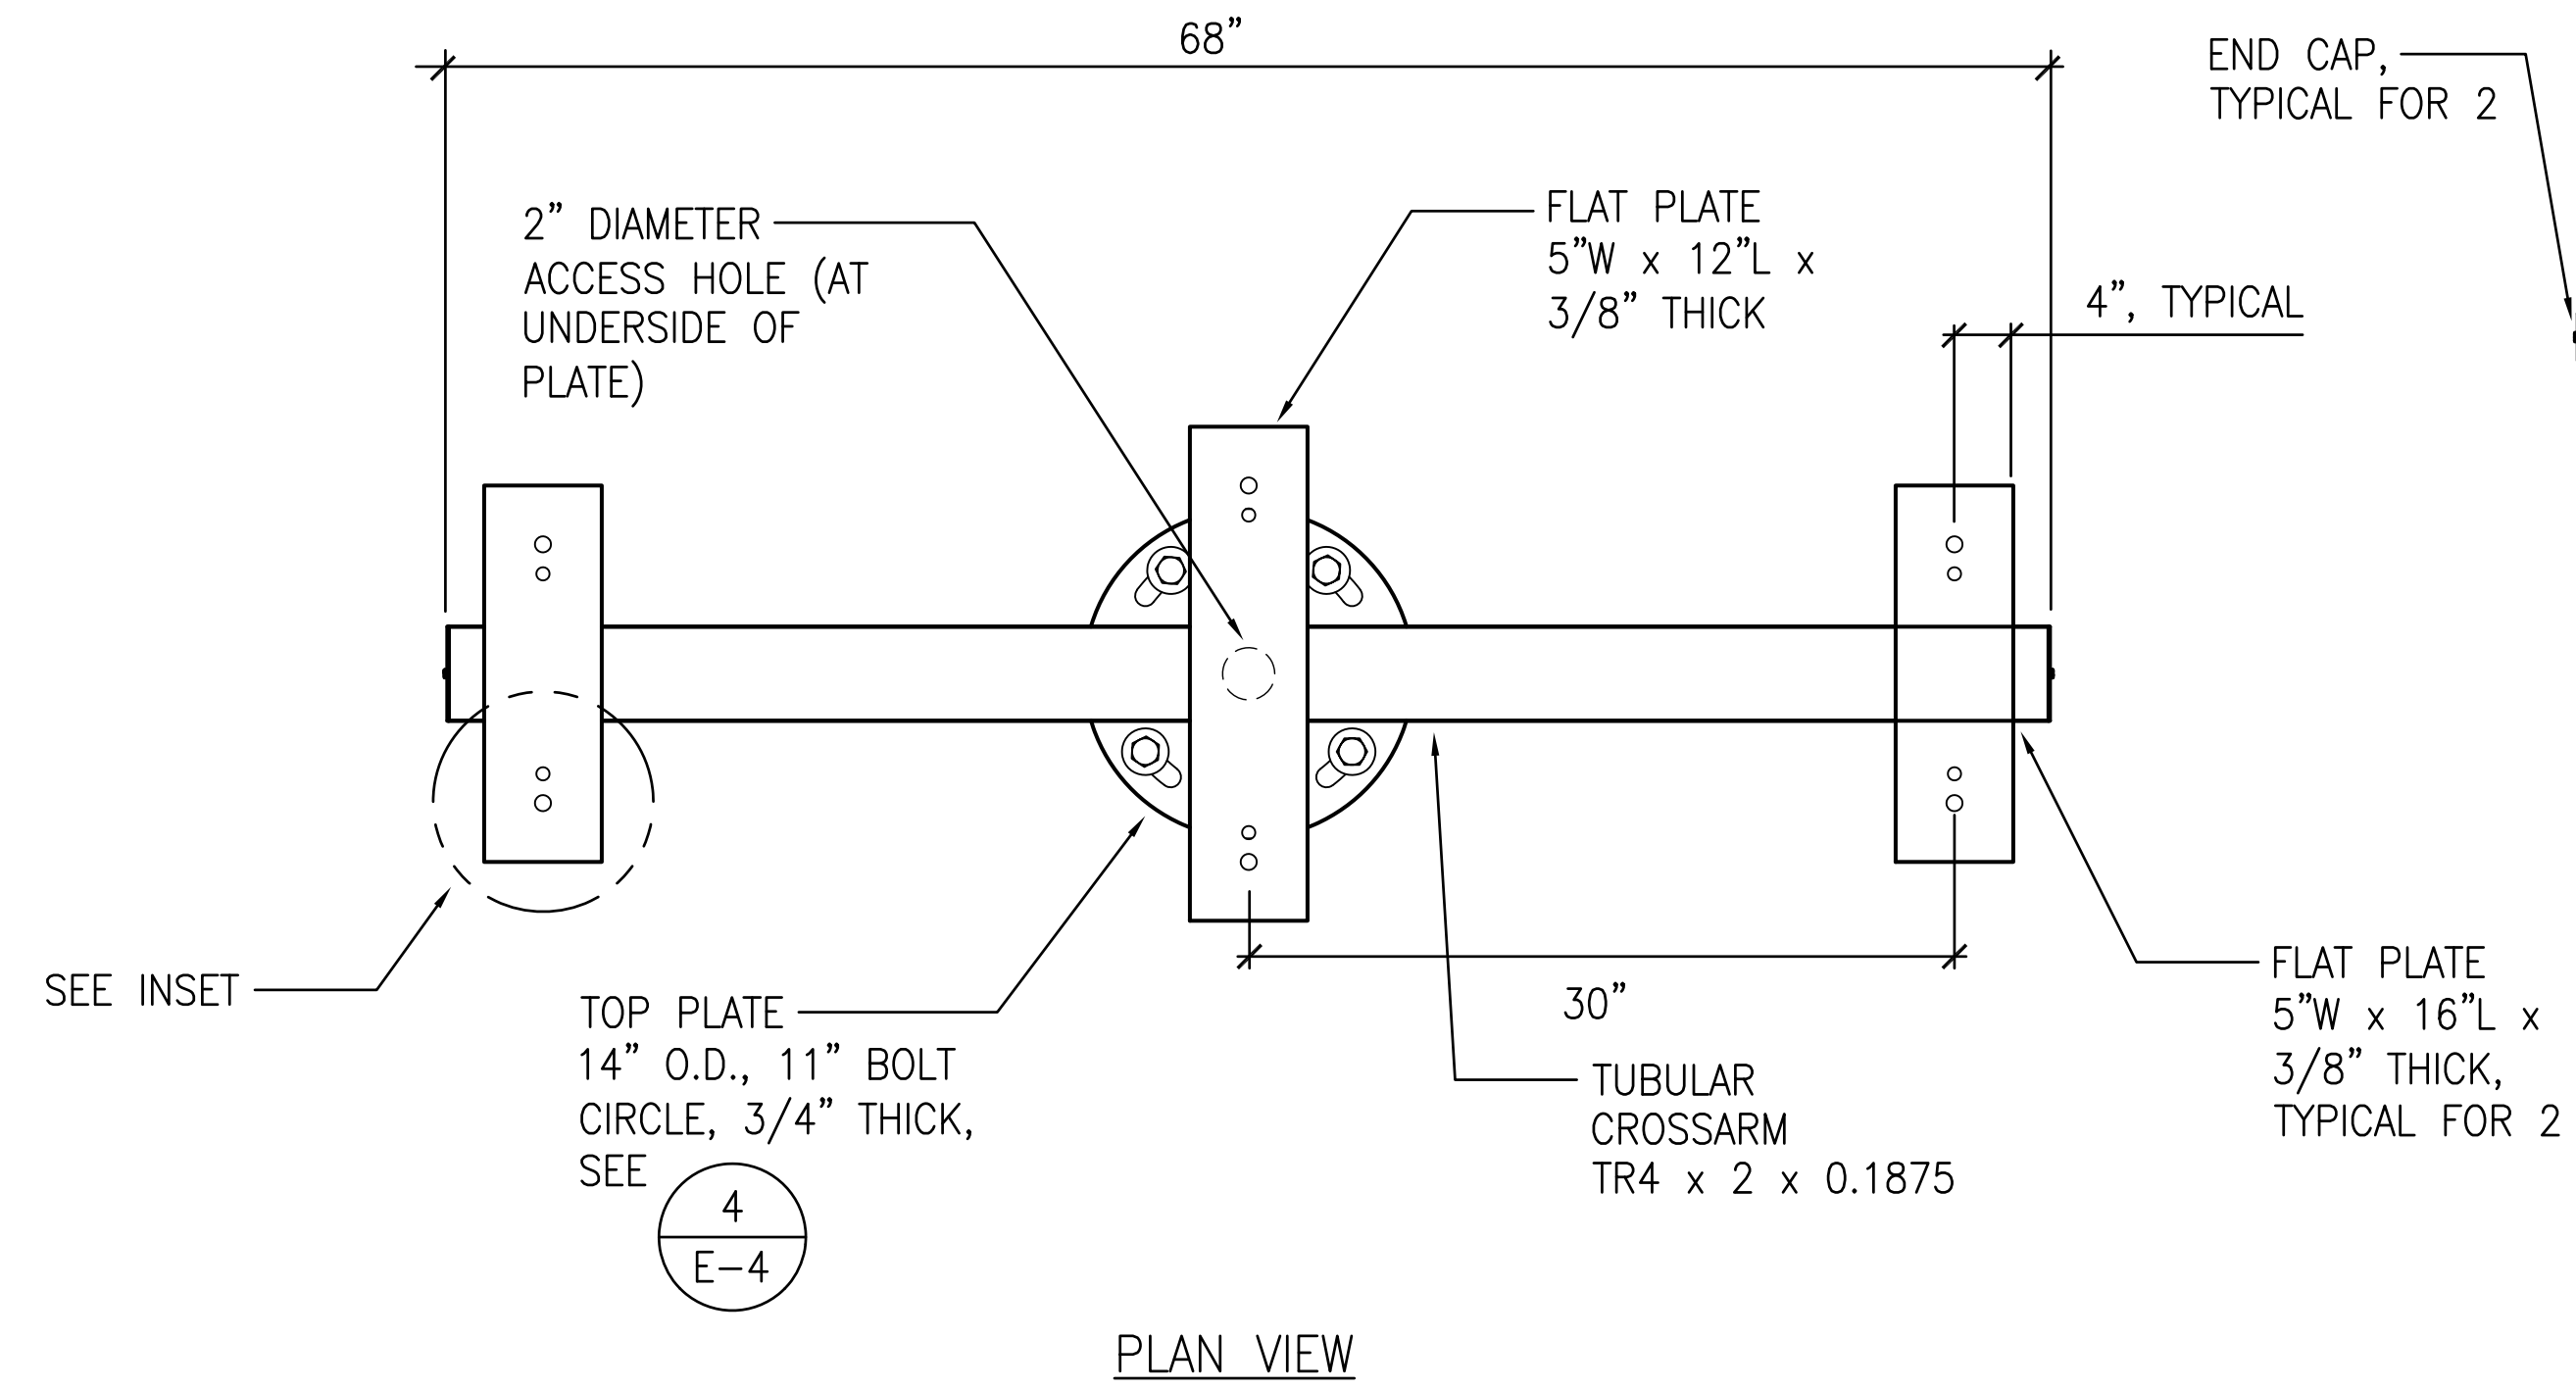 68”
END CAP,
TYPICAL FOR 2
2” DIAMETER
ACCESS HOLE (AT
UNDERSIDE OF
PLATE)
FLAT PLATE
5”W x 12”L x
3/8” THICK
4”, TYPICAL
SEE INSET
TOP PLATE
14” O.D., 11” BOLT
CIRCLE, 3/4” THICK,
SEE
4
E-4
30”
TUBULAR
CROSSARM
TR4 x 2 x 0.1875
FLAT PLATE
5”W x 16”L x
3/8” THICK,
TYPICAL FOR 2
PLAN VIEW